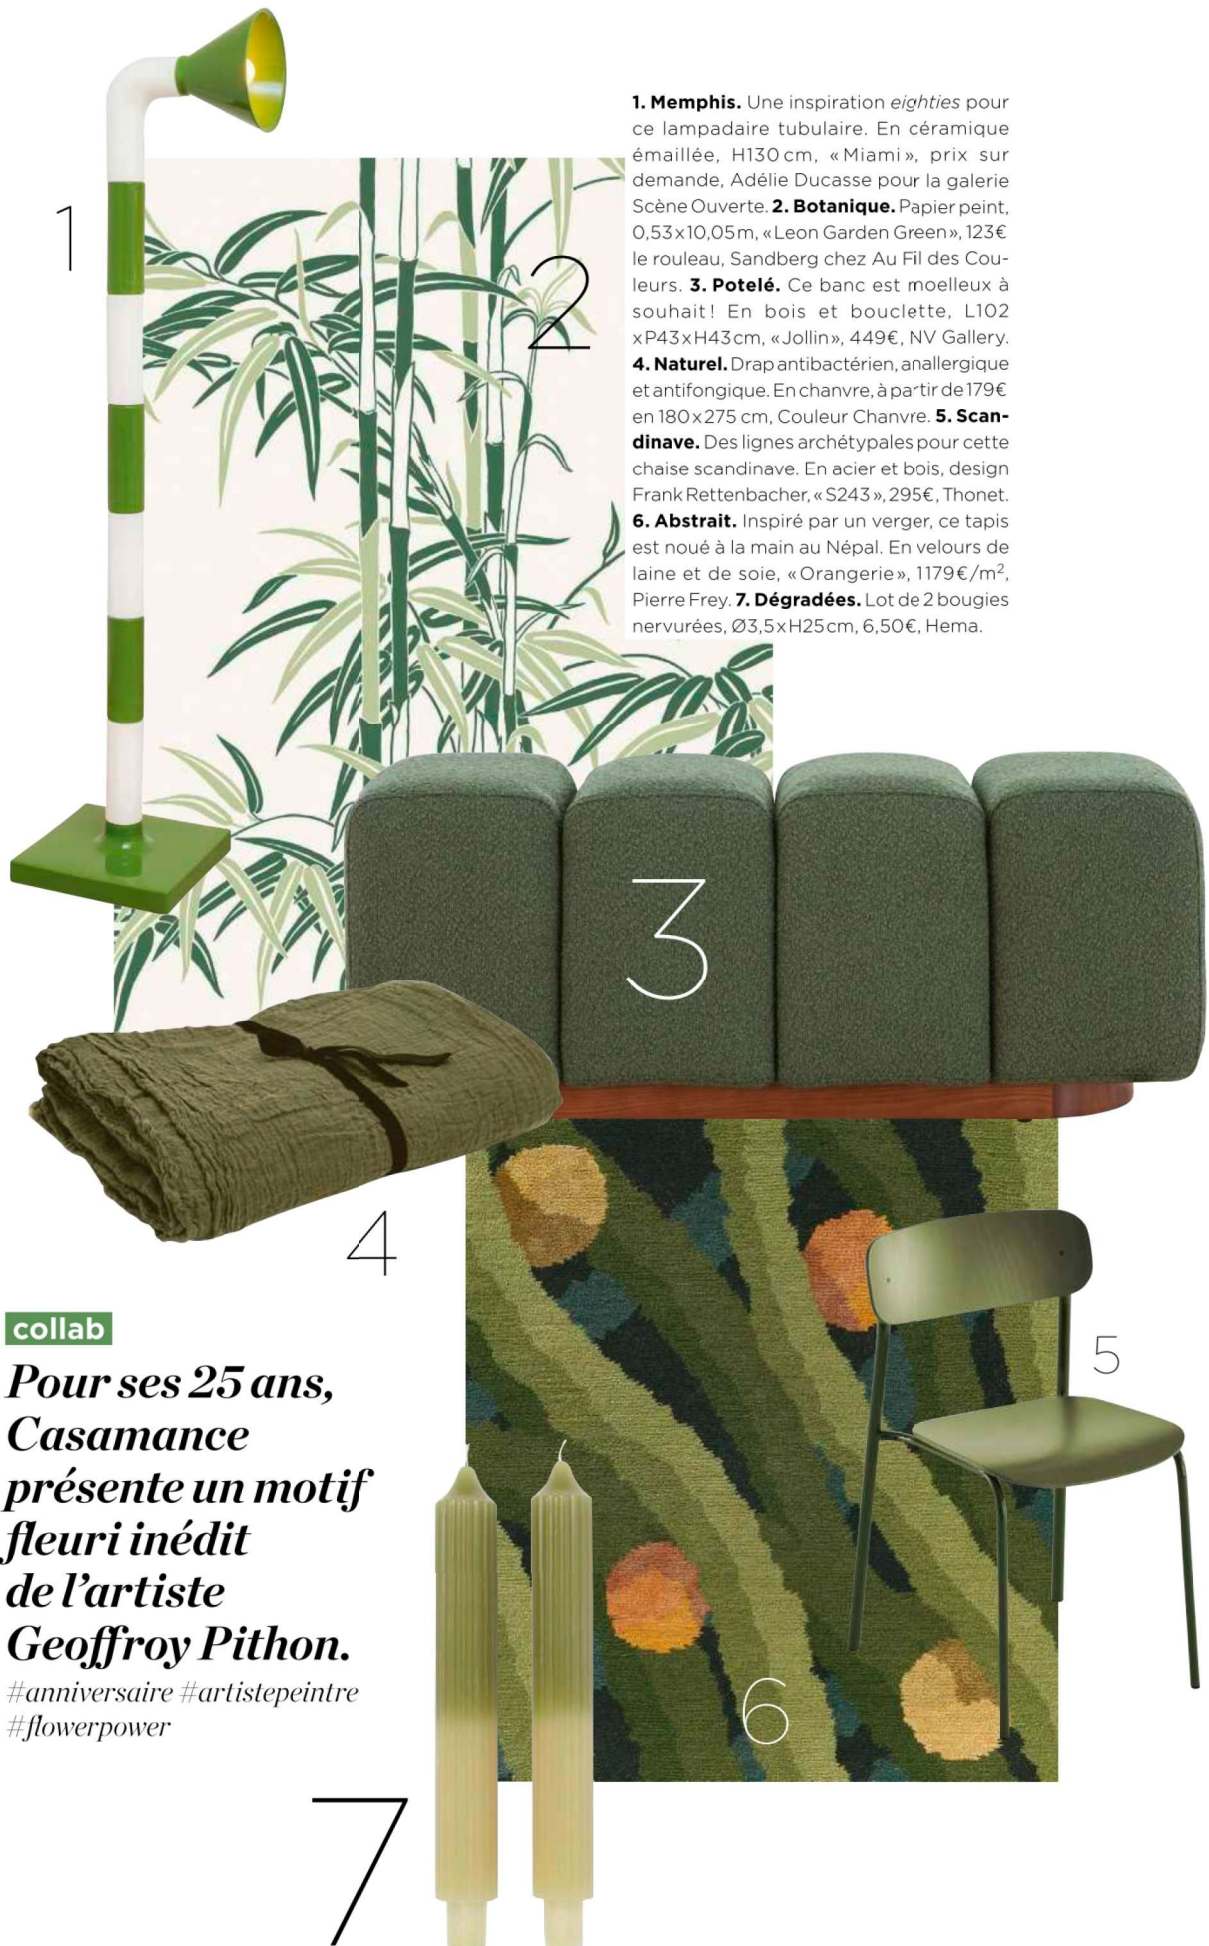 1
2
1. Memphis. Une inspiration eighties pour
ce lampadaire tubulaire. En céramique
émaillée, H130 cm, «Miami», prix sur
demande, Adélie Ducasse pour la galerie
Scène Ouverte. 2. Botanique. Papier peint,
0,53x10,05m, «Leon Garden Green», 123€
le rouleau, Sandberg chez Au Fil des Cou-
leurs. 3. Potelé. Ce banc est moelleux à
souhait! En bois et bouclette, L102
xP43xH43cm, «Jollin», 449€, NV Gallery.
4. Naturel. Drap antibactérien, anallergique
et antifongique. En chanvre, à partir de 179€
en 180x275 cm, Couleur Chanvre. 5. Scan-
dinave. Des lignes archétypales pour cette
chaise scandinave. En acier et bois, design
Frank Rettenbacher, «S243», 295€, Thonet.
6. Abstrait. Inspiré par un verger, ce tapis
est noué à la main au Népal. En velours de
laine et de soie, «Orangerie», 1179€/m²,
Pierre Frey. 7. Dégradées. Lot de 2 bougies
nervurées, Ø3,5xH25cm, 6,50€, Hema.
3
4
5
collab
Pour ses 25 ans,
Casamance
présente un motif
fleuri inédit
de l'artiste
Geoffroy Pithon.
#anniversaire #artistepeintre
#flowerpower
6
7